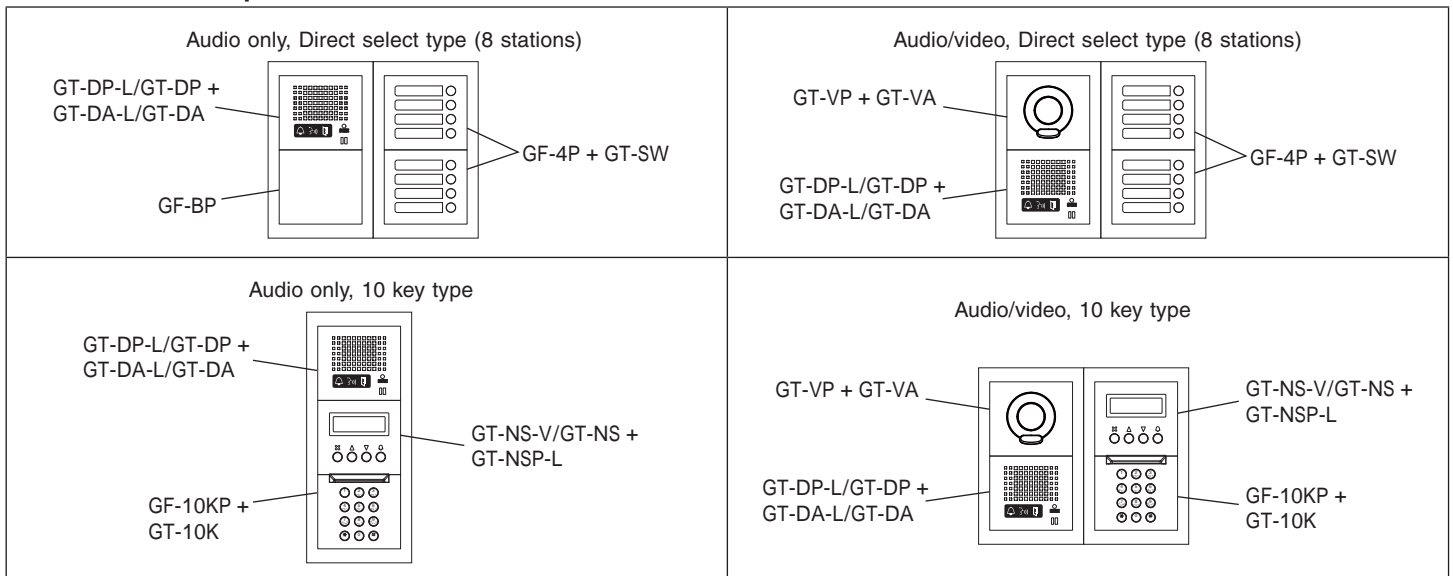 Audio only, Direct select type (8 stations)
GT-DP-L/GT-DP +
GT-DA-L/GT-DA
GF-BP
GF-4P + GT-SW
Audio/video, Direct select type (8 stations)
GT-VP + GT-VA
GT-DP-L/GT-DP +
GT-DA-L/GT-DA
GF-4P + GT-SW
Audio only, 10 key type
GT-DP-L/GT-DP +
GT-DA-L/GT-DA
GT-NS-V/GT-NS +
GT-NSP-L
GF-10KP +
GT-10K
Audio/video, 10 key type
GT-VP + GT-VA
GT-DP-L/GT-DP +
GT-DA-L/GT-DA
GT-NS-V/GT-NS +
GT-NSP-L
GF-10KP +
GT-10K